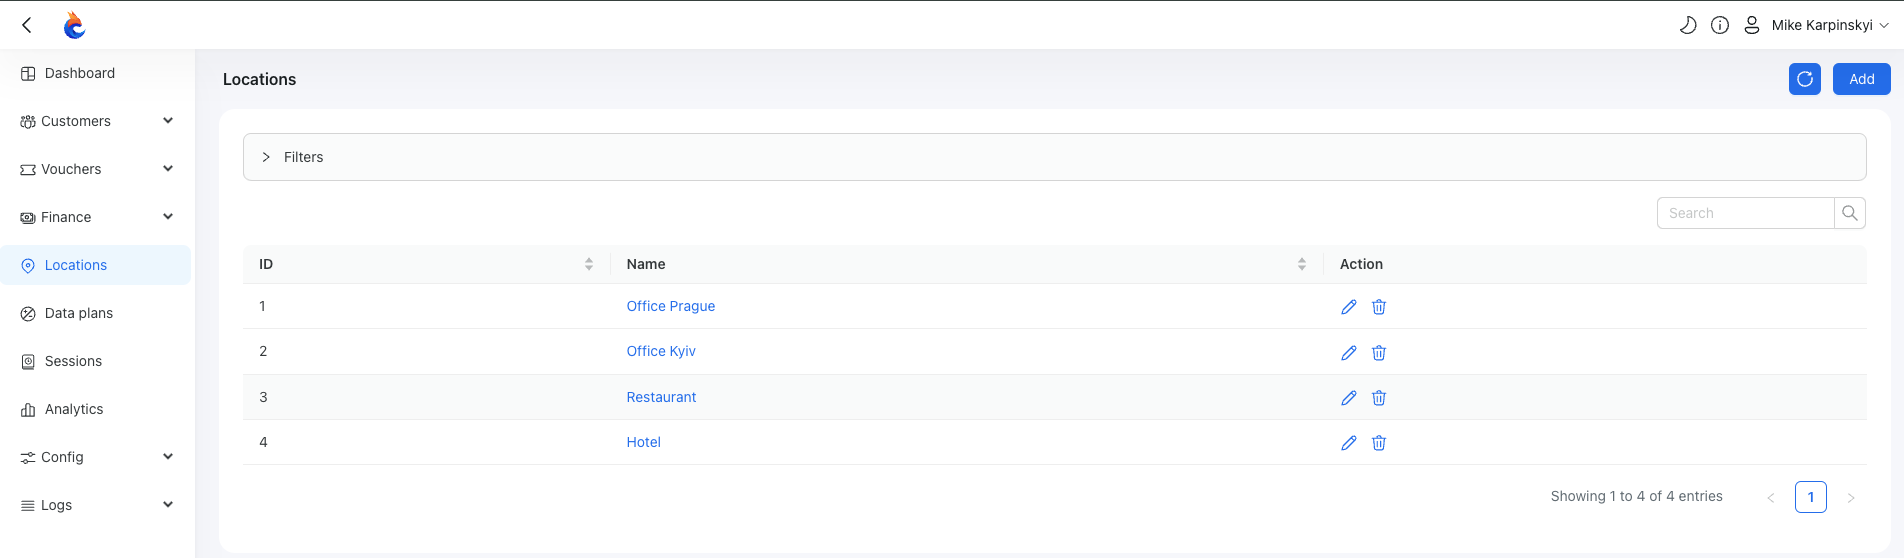 Mike Karpinskyi
Dashboard
Customers
Vouchers
Finance
Locations
Data plans
Sessions
Analytics
Config
Logs
Locations
Add
Filters
Search
ID Name Action
1 Office Prague
2 Office Kyiv
3 Restaurant
4 Hotel
Showing 1 to 4 of 4 entries
1